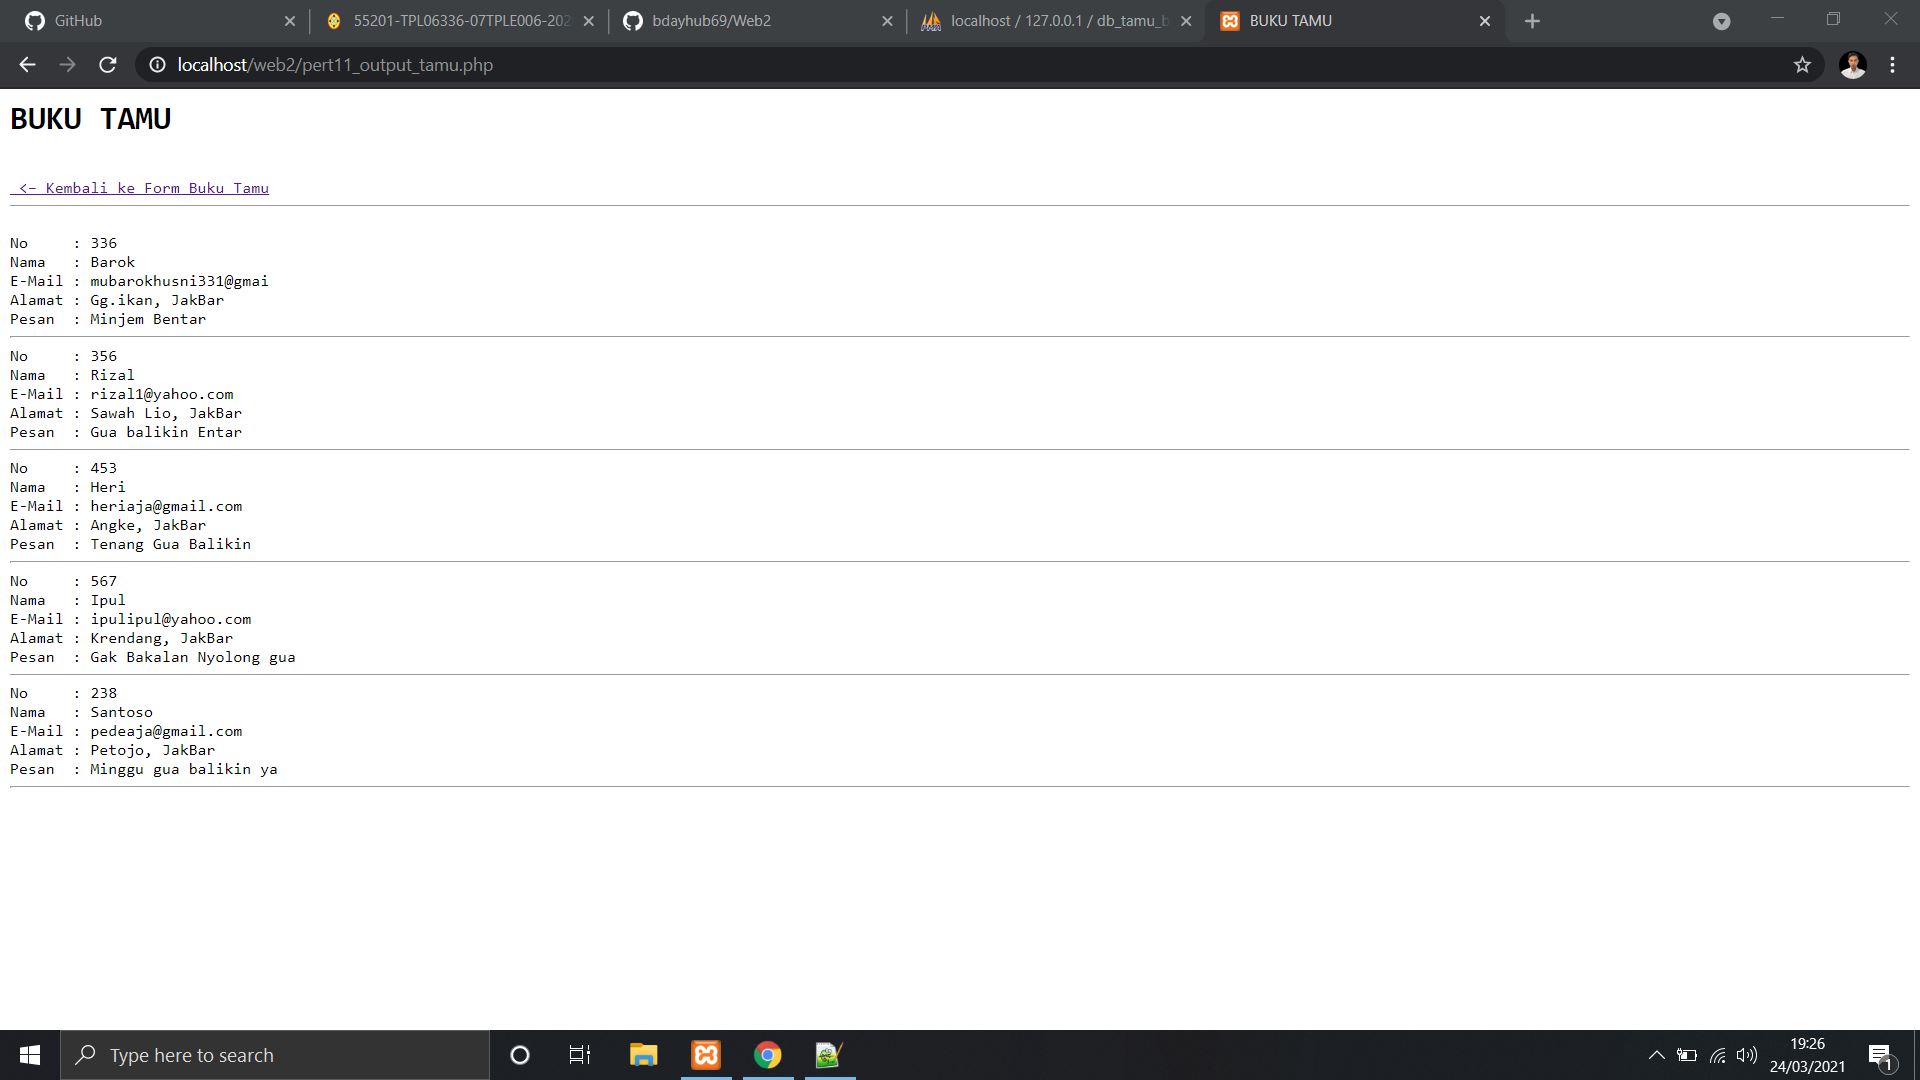 GitHub
55201-TPL06336-07TPLE006-202
bdayhub69/Web2
localhost / 127.0.0.1 / db_tamu_b
BUKU TAMU
localhost/web2/pert11_output_tamu.php
BUKU TAMU
<- Kembali ke Form Buku Tamu
No : 336
Nama : Barok
E-Mail : mubarokhusni331@gmai
Alamat : Gg.ikan, JakBar
Pesan : Minjem Bentar
No : 356
Nama : Rizal
E-Mail : rizal1@yahoo.com
Alamat : Sawah Lio, JakBar
Pesan : Gua balikin Entar
No : 453
Nama : Heri
E-Mail : heriaja@gmail.com
Alamat : Angke, JakBar
Pesan : Tenang Gua Balikin
No : 567
Nama : Ipul
E-Mail : ipulipul@yahoo.com
Alamat : Krendang, JakBar
Pesan : Gak Bakalan Nyolong gua
No : 238
Nama : Santoso
E-Mail : pedeaja@gmail.com
Alamat : Petojo, JakBar
Pesan : Minggu gua balikin ya
Type here to search
19:26
24/03/2021
1